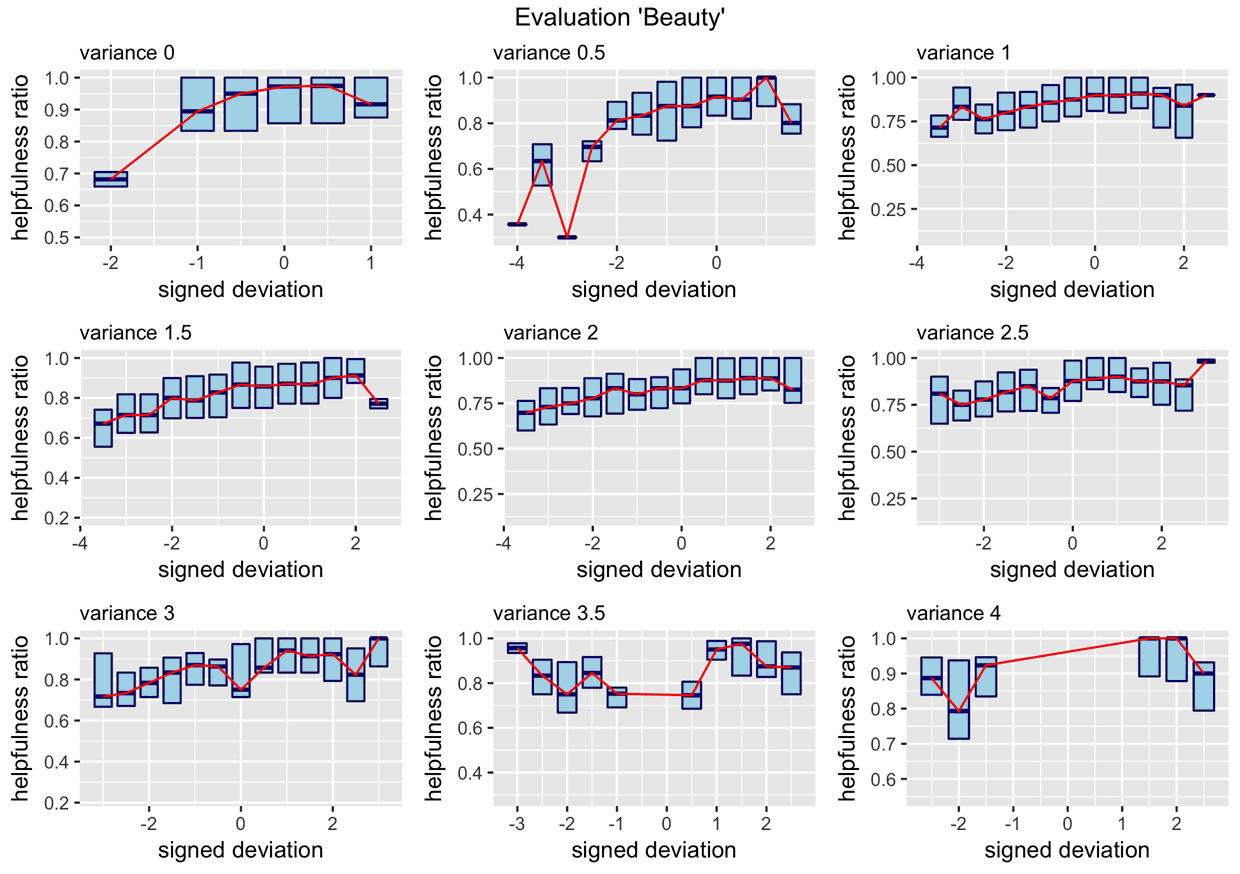 Evaluation 'Beauty'
variance 0
helpfulness ratio
1.0
0.9
0.8
0.7
0.6
0.5
-2 -1 0 1
signed deviation
variance 0.5
helpfulness ratio
1.0
0.8
0.6
0.4
-4 -2 0
signed deviation
variance 1
helpfulness ratio
1.00
0.75
0.50
0.25
-4 -2 0 2
signed deviation
variance 1.5
helpfulness ratio
1.0
0.8
0.6
0.4
0.2
-4 -2 0 2
signed deviation
variance 2
helpfulness ratio
1.00
0.75
0.50
0.25
-4 -2 0 2
signed deviation
variance 2.5
helpfulness ratio
1.00
0.75
0.50
0.25
-2 0 2
signed deviation
variance 3
helpfulness ratio
1.0
0.8
0.6
0.4
0.2
-2 0 2
signed deviation
variance 3.5
helpfulness ratio
1.0
0.8
0.6
0.4
-3 -2 -1 0 1 2
signed deviation
variance 4
helpfulness ratio
1.0
0.9
0.8
0.7
0.6
-2 -1 0 1 2
signed deviation